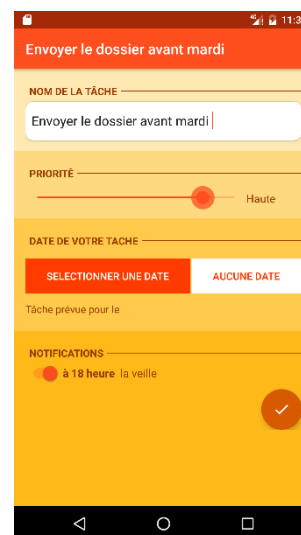 4G 11:3
Envoyer le dossier avant mardi
NOM DE LA TÂCHE
Envoyer le dossier avant mardi
PRIORITÉ
Haute
DATE DE VOTRE TACHE
SELECTIONNER UNE DATE AUCUNE DATE
Tâche prévue pour le
NOTIFICATIONS
à 18 heure la veille